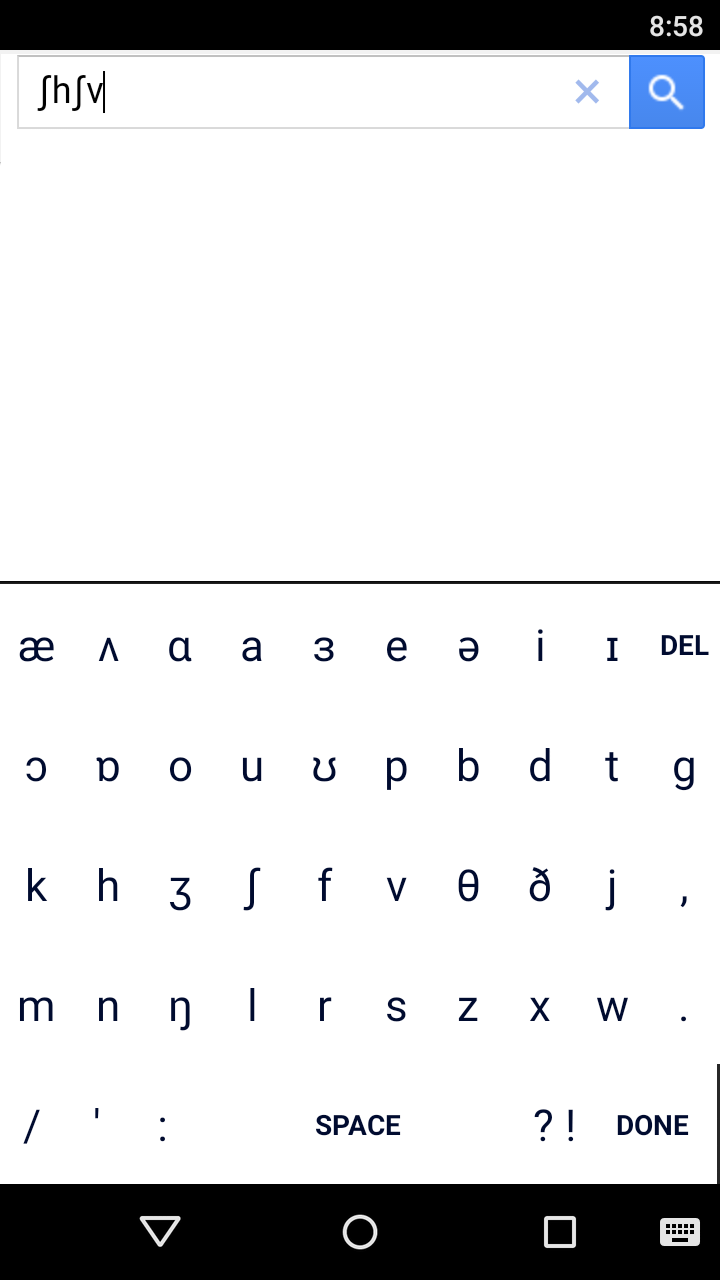 8:58
ʃhʃv
æ ʌ ɑ a ɜ e ə i ɪ DEL
ɔ ɒ o u ʊ p b d t g
k h ʒ ʃ f v θ ð j ,
m n ŋ l r s z x w .
/ ' : SPACE ? ! DONE